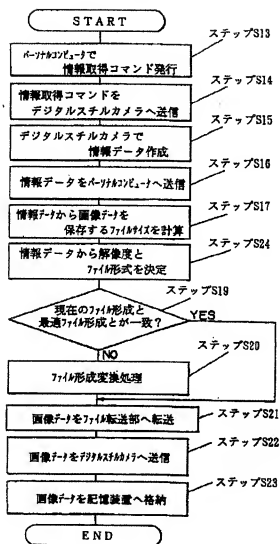 START
ステップS13
パーソナルコンピュータで
情報取得コマンド発行
ステップS14
情報取得コマンドを
デジタルスチルカメラへ送信
ステップS15
デジタルスチルカメラで
情報データ作成
ステップS16
情報データをパーソナルコンピュータへ送信
ステップS17
情報データから画像データを
保存するファイルサイズを計算
ステップS24
情報データから解像度と
ファイル形式を決定
ステップS19
現在のファイル形成と
最適ファイル形成とが一致?
YES
NO
ステップS20
ファイル形成変換処理
ステップS21
画像データをファイル転送部へ転送
ステップS22
画像データをデジタルスチルカメラへ送信
ステップS23
画像データを記憶装置へ格納
END